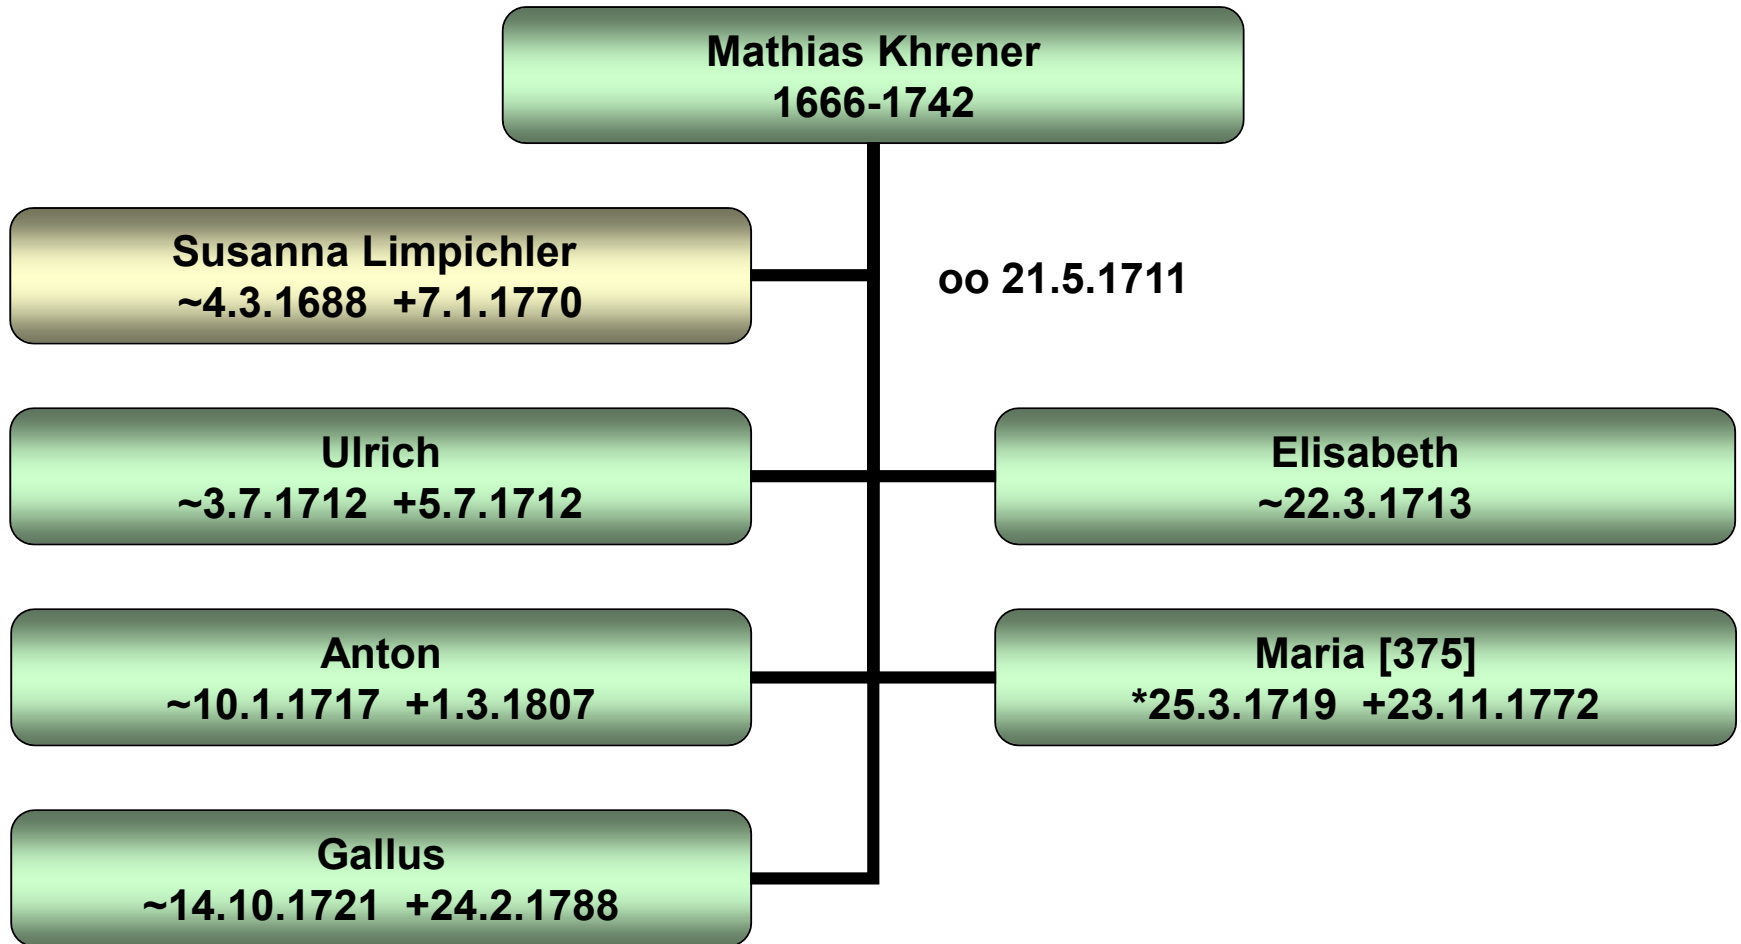 Mathias Khrener
1666-1742
Susanna Limpichler
~4.3.1688 +7.1.1770
oo 21.5.1711
Ulrich
~3.7.1712 +5.7.1712
Elisabeth
~22.3.1713
Anton
~10.1.1717 +1.3.1807
Maria [375]
*25.3.1719 +23.11.1772
Gallus
~14.10.1721 +24.2.1788